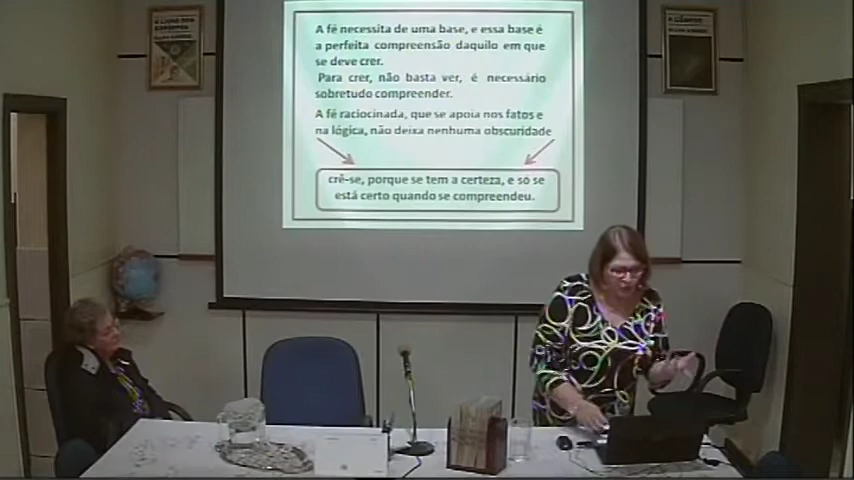 A fé necessita de uma base, e essa base é
a perfeita compreensão daquilo em que
se deve crer.
Para crer, não basta ver, é necessário
sobretudo compreender.
A fé raciocinada, que se apoia nos fatos e
na lógica, não deixa nenhuma obscuridade
crê-se, porque se tem a certeza, e só se
está certo quando se compreendeu.